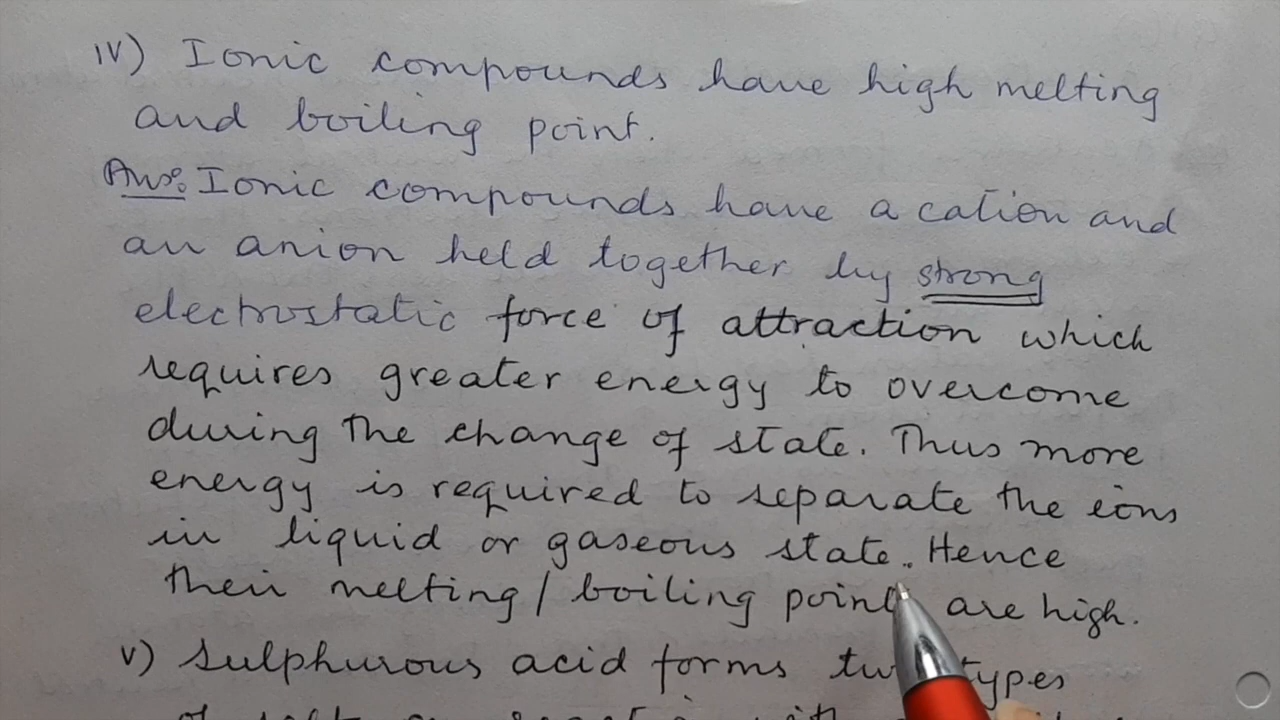 iv) Ionic compounds have high melting
and boiling point.
Ans: Ionic compounds have a cation and
an anion held together by strong
electrostatic force of attraction which
requires greater energy to overcome
during the change of state. Thus more
energy is required to separate the ions
in liquid or gaseous state. Hence
their melting / boiling point are high.
v) Sulphurous acid forms two types
of